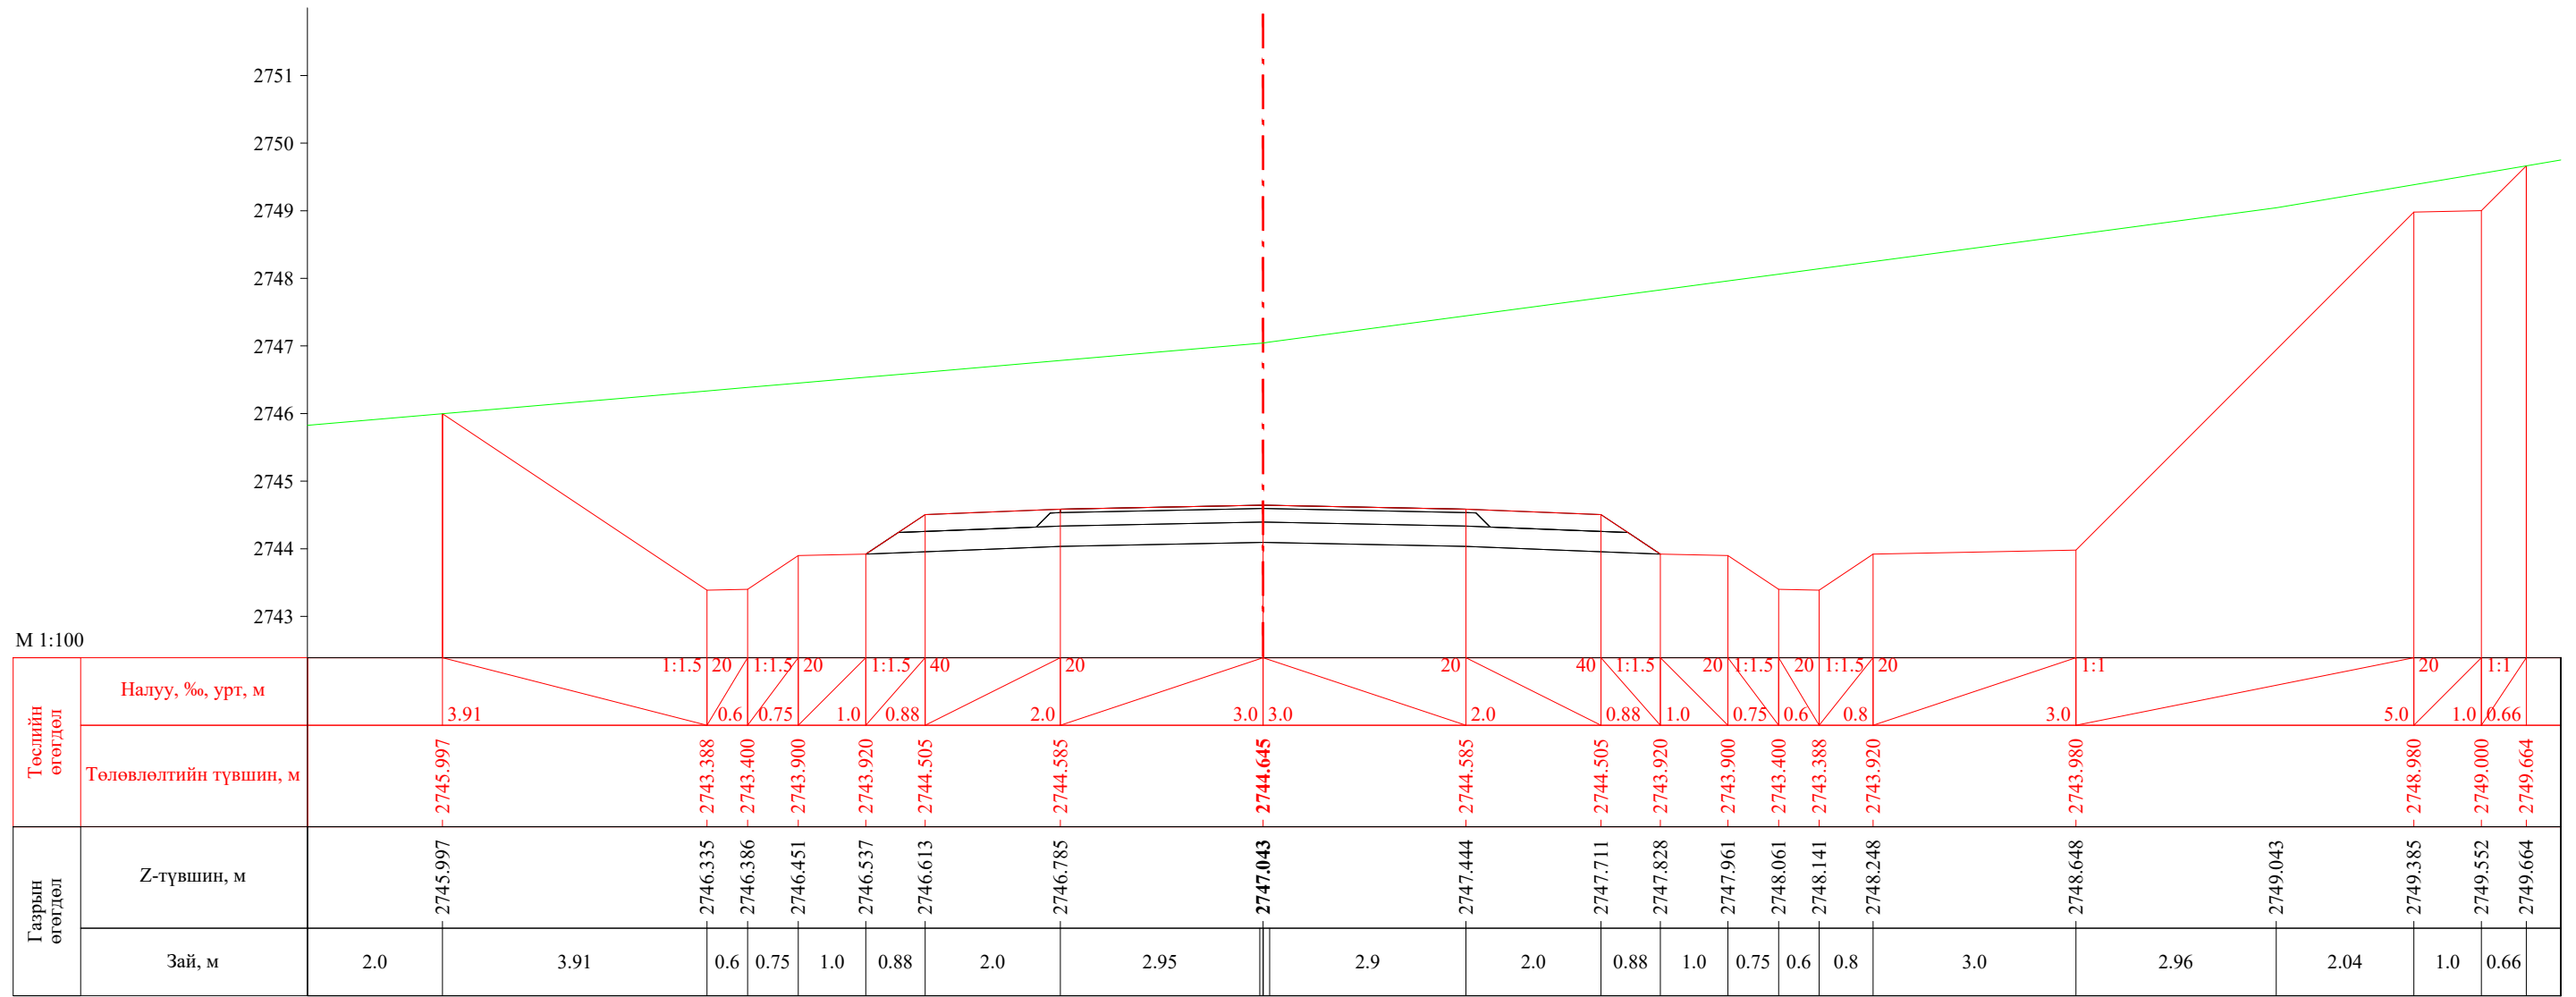 2751
2750
2749
2748
2747
2746
2745
2744
2743
М 1:100
Төслийн
өгөгдөл
Налуу, ‰, урт, м
1:1.5 20 1:1.5 20 1:1.5 40 20 20 40 1:1.5 20 1:1.5 20 1:1.5 20 1:1 20 1:1
3.91 0.6 0.75 1.0 0.88 2.0 3.0 3.0 2.0 0.88 1.0 0.75 0.6 0.8 3.0 5.0 1.0 0.66
Төлөвлөлтийн түвшин, м
2745.997 2743.388 2743.400 2743.900 2743.920 2744.505 2744.585 2744.645 2744.585 2744.505 2743.920 2743.900 2743.400 2743.388 2743.920 2743.980 2748.980 2749.000 2749.664
Газрын
өгөгдөл
Z-түвшин, м
2745.997 2746.335 2746.386 2746.451 2746.537 2746.613 2746.785 2747.043 2747.444 2747.711 2747.828 2747.961 2748.061 2748.141 2748.248 2748.648 2749.043 2749.385 2749.552 2749.664
Зай, м
2.0 3.91 0.6 0.75 1.0 0.88 2.0 2.95 2.9 2.0 0.88 1.0 0.75 0.6 0.8 3.0 2.96 2.04 1.0 0.66